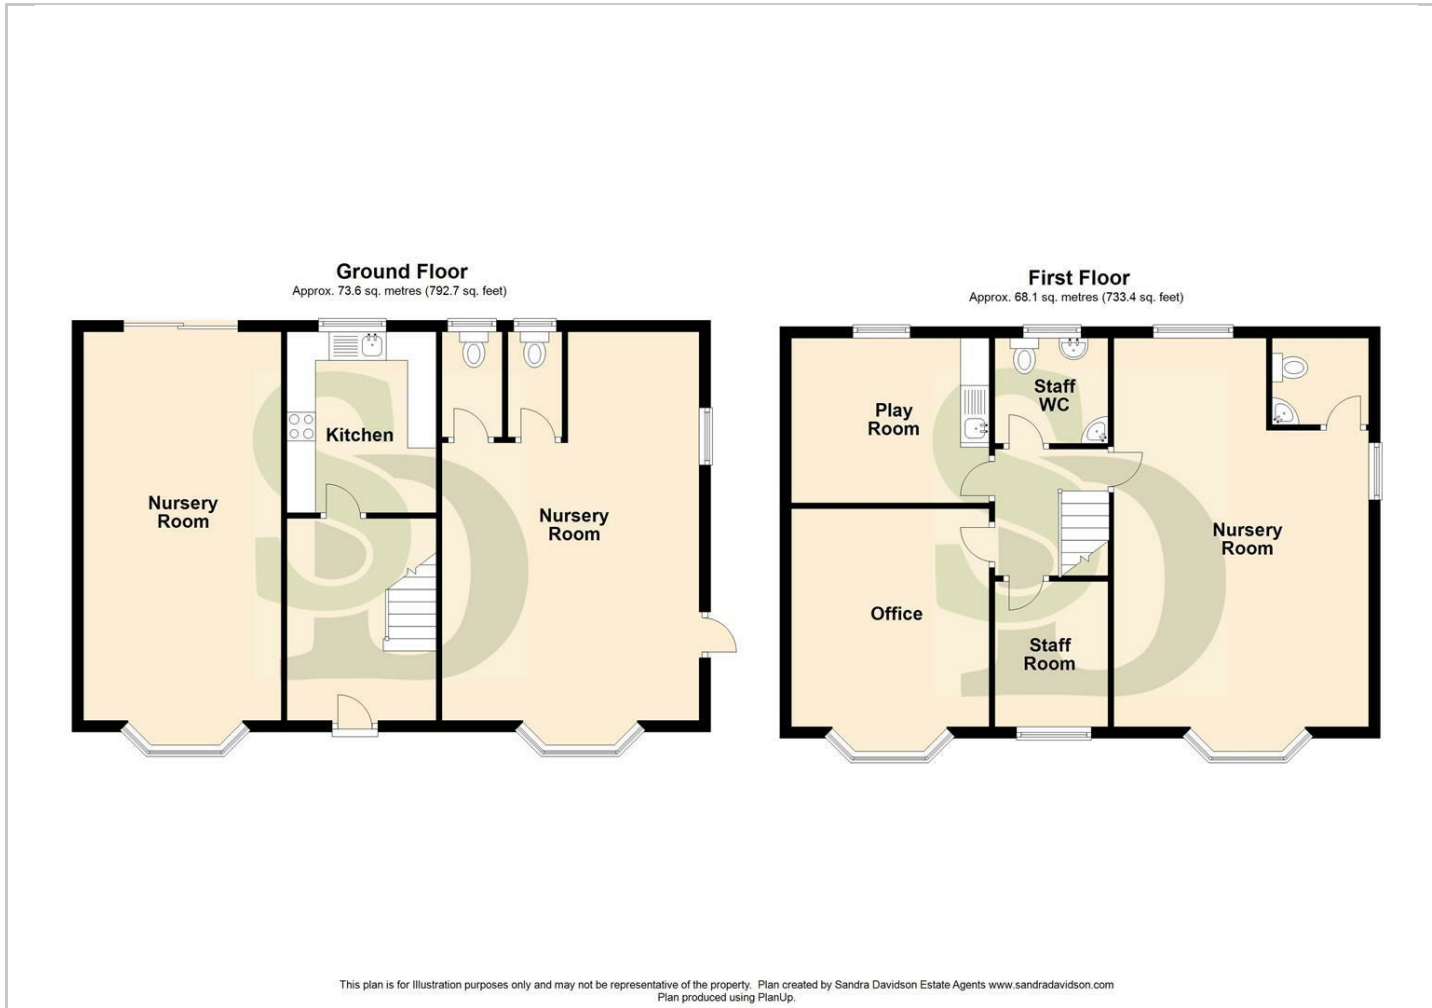 Ground Floor
Approx. 73.6 sq. metres (792.7 sq. feet)
Nursery
Room
Kitchen
Nursery
Room
First Floor
Approx. 68.1 sq. metres (733.4 sq. feet)
Play
Room
Staff
WC
Nursery
Room
Office
Staff
Room
SD
SD
This plan is for Illustration purposes only and may not be representative of the property. Plan created by Sandra Davidson Estate Agents www.sandradavidson.com
Plan produced using PlanUp.